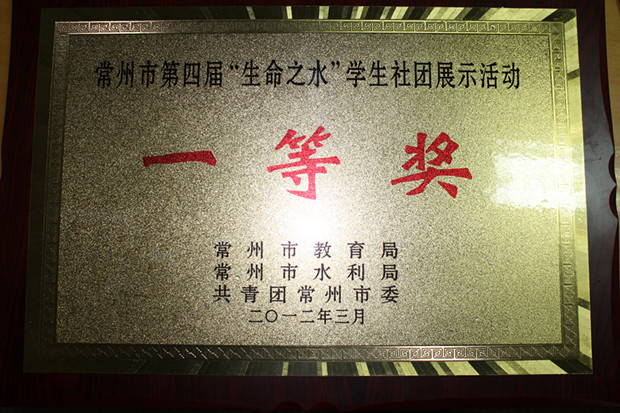 常州市第四届“生命之水”学生社团展示活动
一等奖
常州市教育局
常州市水利局
共青团常州市委
二〇一二年三月